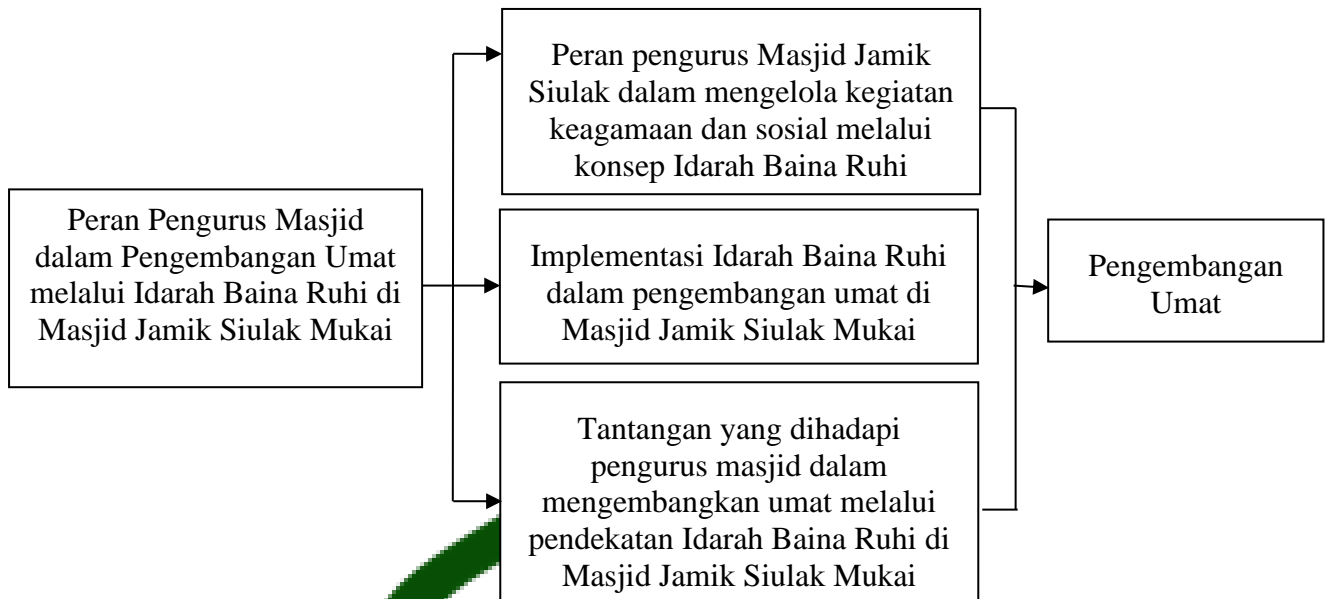 Peran Pengurus Masjid
dalam Pengembangan Umat
melalui Idarah Baina Ruhi di
Masjid Jamik Siulak Mukai
Peran pengurus Masjid Jamik
Siulak dalam mengelola kegiatan
keagamaan dan sosial melalui
konsep Idarah Baina Ruhi
Implementasi Idarah Baina Ruhi
dalam pengembangan umat di
Masjid Jamik Siulak Mukai
Tantangan yang dihadapi
pengurus masjid dalam
mengembangkan umat melalui
pendekatan Idarah Baina Ruhi di
Masjid Jamik Siulak Mukai
Pengembangan
Umat